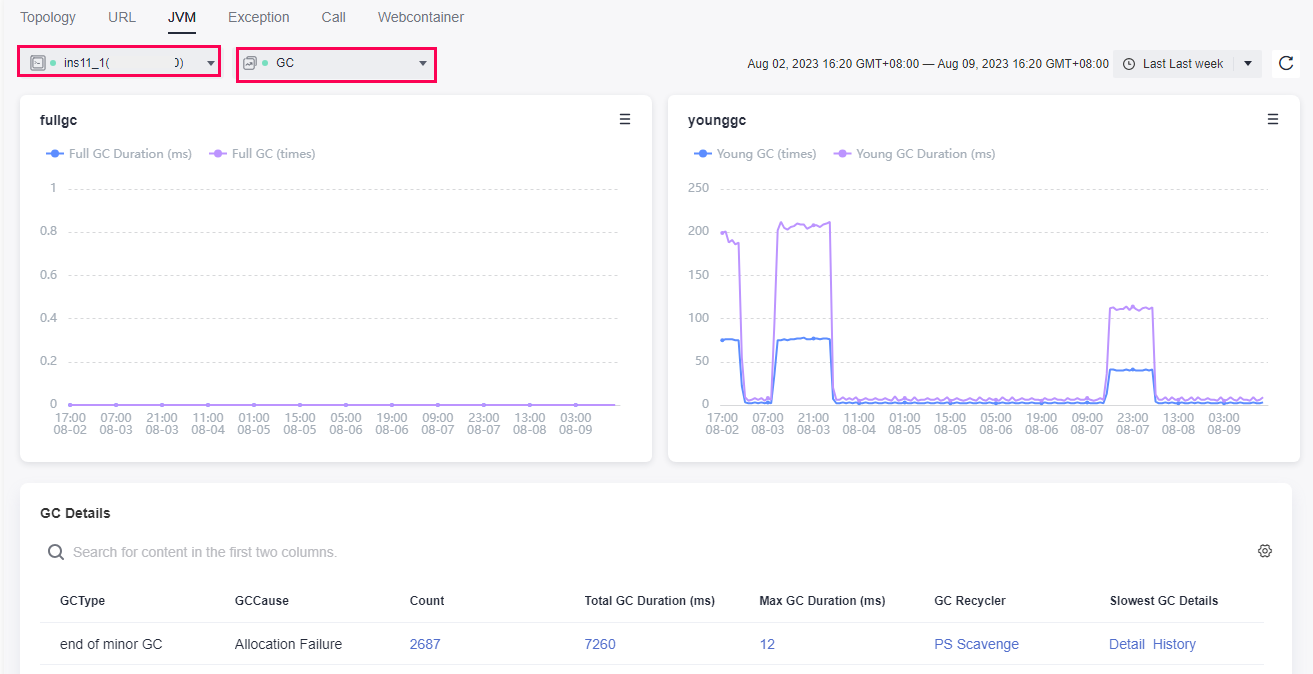 Topology URL JVM Exception Call Webcontainer
ins11_1( 0) GC Aug 02, 2023 16:20 GMT+08:00 — Aug 09, 2023 16:20 GMT+08:00 Last Last week
fullgc
Full GC Duration (ms) Full GC (times)
1
0.8
0.6
0.4
0.2
0
17:00 07:00 21:00 11:00 01:00 15:00 05:00 19:00 09:00 23:00 13:00 03:00
08-02 08-03 08-03 08-04 08-05 08-05 08-06 08-06 08-07 08-07 08-08 08-09
younggc
Young GC (times) Young GC Duration (ms)
250
200
150
100
50
0
17:00 07:00 21:00 11:00 01:00 15:00 05:00 19:00 09:00 23:00 13:00 03:00
08-02 08-03 08-03 08-04 08-05 08-05 08-06 08-06 08-07 08-07 08-08 08-09
GC Details
Search for content in the first two columns.
GCType GCCause Count Total GC Duration (ms) Max GC Duration (ms) GC Recycler Slowest GC Details
end of minor GC Allocation Failure 2687 7260 12 PS Scavenge Detail History